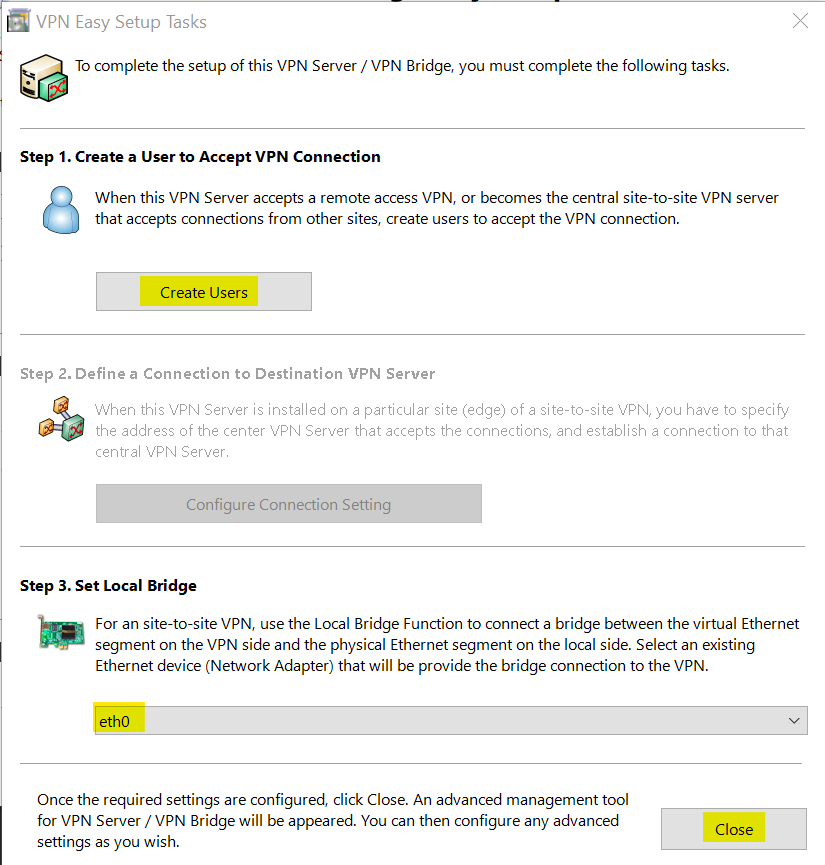 VPN Easy Setup Tasks
To complete the setup of this VPN Server / VPN Bridge, you must complete the following tasks.
Step 1. Create a User to Accept VPN Connection
When this VPN Server accepts a remote access VPN, or becomes the central site-to-site VPN server
that accepts connections from other sites, create users to accept the VPN connection.
Create Users
Step 2. Define a Connection to Destination VPN Server
When this VPN Server is installed on a particular site (edge) of a site-to-site VPN, you have to specify
the address of the center VPN Server that accepts the connections, and establish a connection to that
central VPN Server.
Configure Connection Setting
Step 3. Set Local Bridge
For an site-to-site VPN, use the Local Bridge Function to connect a bridge between the virtual Ethernet
segment on the VPN side and the physical Ethernet segment on the local side. Select an existing
Ethernet device (Network Adapter) that will be provide the bridge connection to the VPN.
eth0
Once the required settings are configured, click Close. An advanced management tool
for VPN Server / VPN Bridge will be appeared. You can then configure any advanced
settings as you wish.
Close